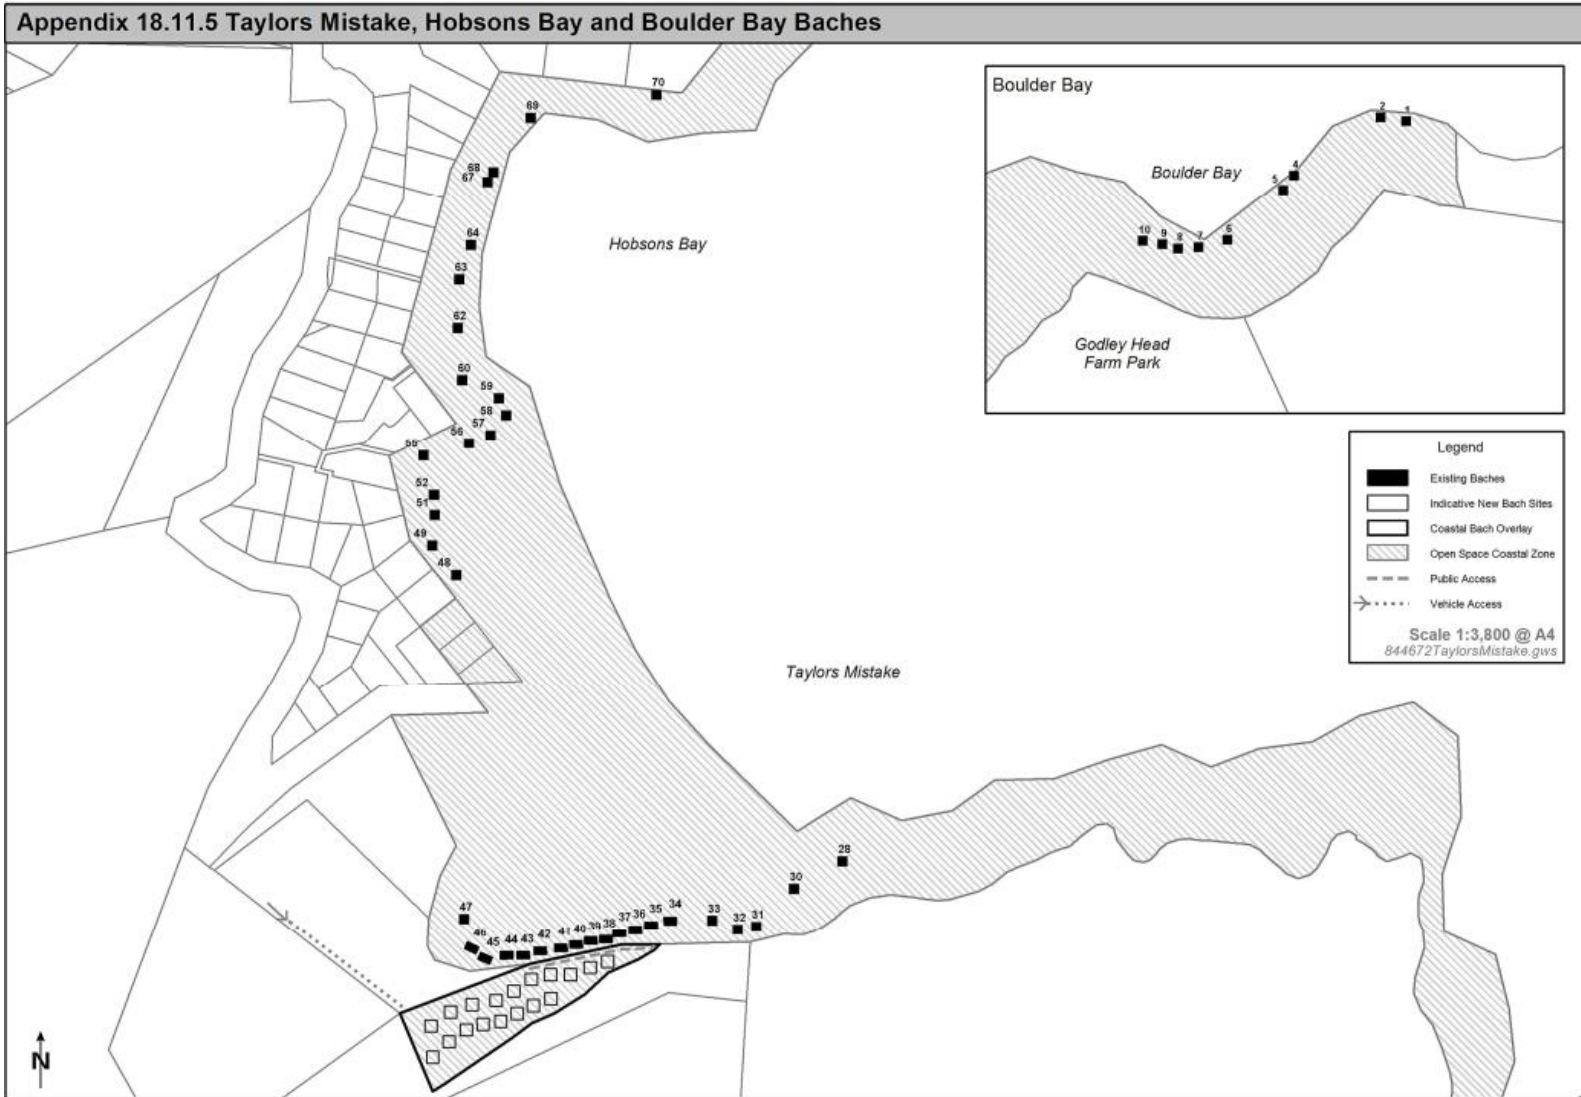 Appendix 18.11.5 Taylors Mistake, Hobsons Bay and Boulder Bay Baches
70
69
68
67
64
63
62
60
59
58
57
56
55
52
51
49
48
Hobsons Bay
Taylors Mistake
28
30
31
32
33
34
35
36
37
38
39
40
41
42
43
44
45
46
47
N
Boulder Bay
2
1
Boulder Bay
4
5
10
9
8
7
6
Godley Head
Farm Park
Legend
Existing Baches
Indicative New Bach Sites
Coastal Bach Overlay
Open Space Coastal Zone
Public Access
Vehicle Access
Scale 1:3,800 @ A4
844672TaylorsMistake.gws